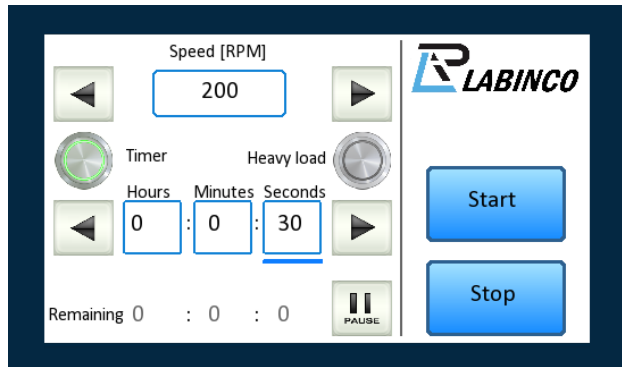 Speed [RPM]
200
LABINCO
Timer
Heavy load
Hours Minutes Seconds
0 : 0 : 30
Start
Remaining 0 : 0 : 0
PAUSE
Stop